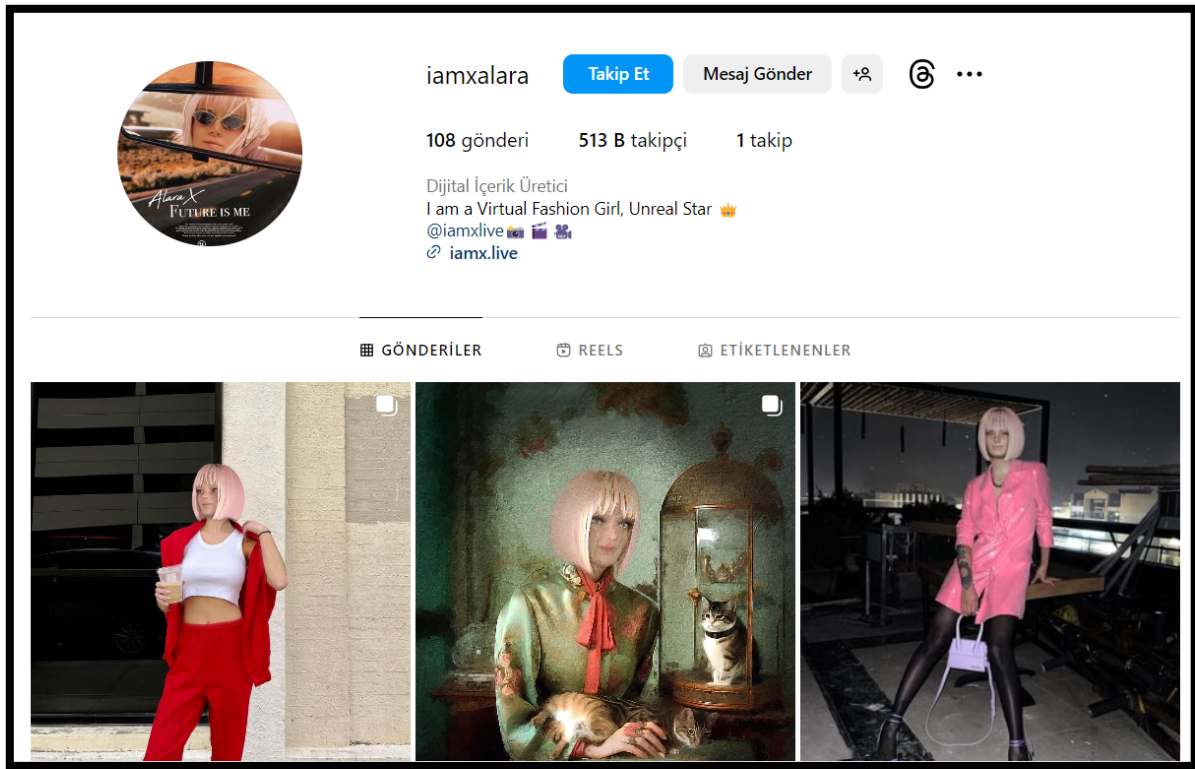 iamxalara
Takip Et
Mesaj Gönder
108 gönderi
513 B takipçi
1 takip
Dijital İçerik Üretici
I am a Virtual Fashion Girl, Unreal Star 👑
@iamxlive📸 🎬 🎥
iamx.live
Alara X
FUTURE IS ME
GÖNDERİLER
REELS
ETİKETLENENLER